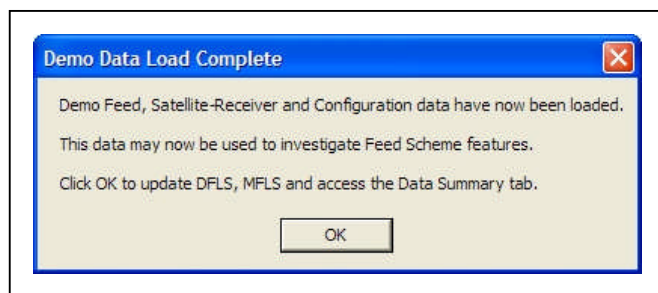 Demo Data Load Complete
Demo Feed, Satellite-Receiver and Configuration data have now been loaded.
This data may now be used to investigate Feed Scheme features.
Click OK to update DFLS, MFLS and access the Data Summary tab.
OK